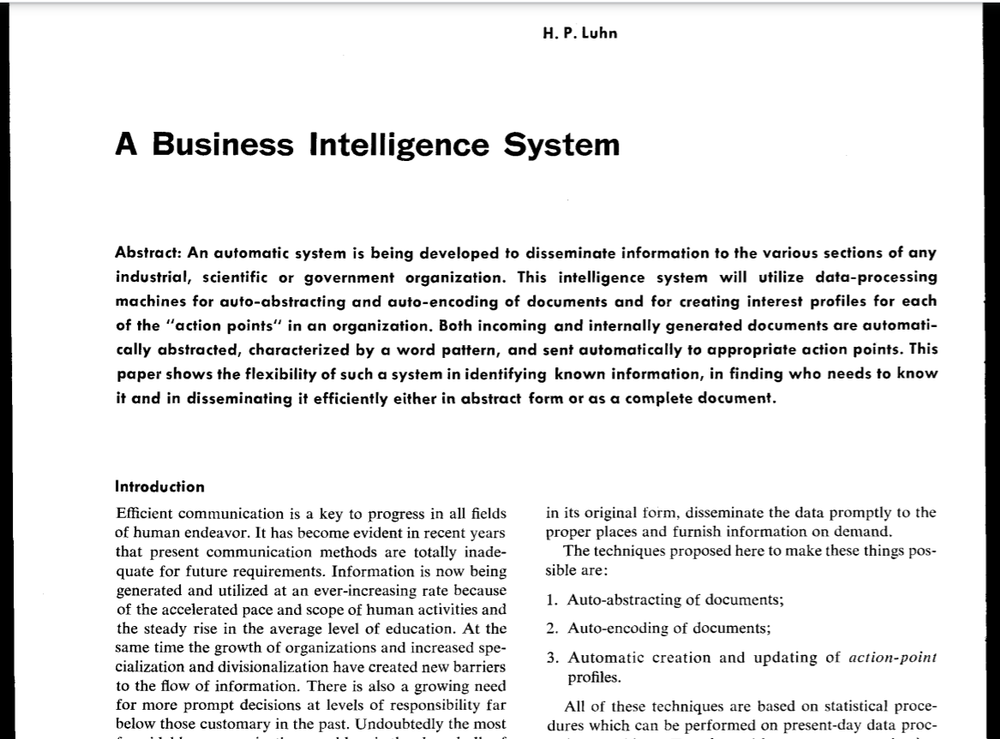 H. P. Luhn
A Business Intelligence System
Abstract: An automatic system is being developed to disseminate information to the various sections of any
industrial, scientific or government organization. This intelligence system will utilize data-processing
machines for auto-abstracting and auto-encoding of documents and for creating interest profiles for each
of the "action points" in an organization. Both incoming and internally generated documents are automati-
cally abstracted, characterized by a word pattern, and sent automatically to appropriate action points. This
paper shows the flexibility of such a system in identifying known information, in finding who needs to know
it and in disseminating it efficiently either in abstract form or as a complete document.
Introduction
Efficient communication is a key to progress in all fields
of human endeavor. It has become evident in recent years
that present communication methods are totally inade-
quate for future requirements. Information is now being
generated and utilized at an ever-increasing rate because
of the accelerated pace and scope of human activities and
the steady rise in the average level of education. At the
same time the growth of organizations and increased spe-
cialization and divisionalization have created new barriers
to the flow of information. There is also a growing need
for more prompt decisions at levels of responsibility far
below those customary in the past. Undoubtedly the most
in its original form, disseminate the data promptly to the
proper places and furnish information on demand.
The techniques proposed here to make these things pos-
sible are:
1. Auto-abstracting of documents;
2. Auto-encoding of documents;
3. Automatic creation and updating of action-point
profiles.
All of these techniques are based on statistical proce-
dures which can be performed on present-day data proc-